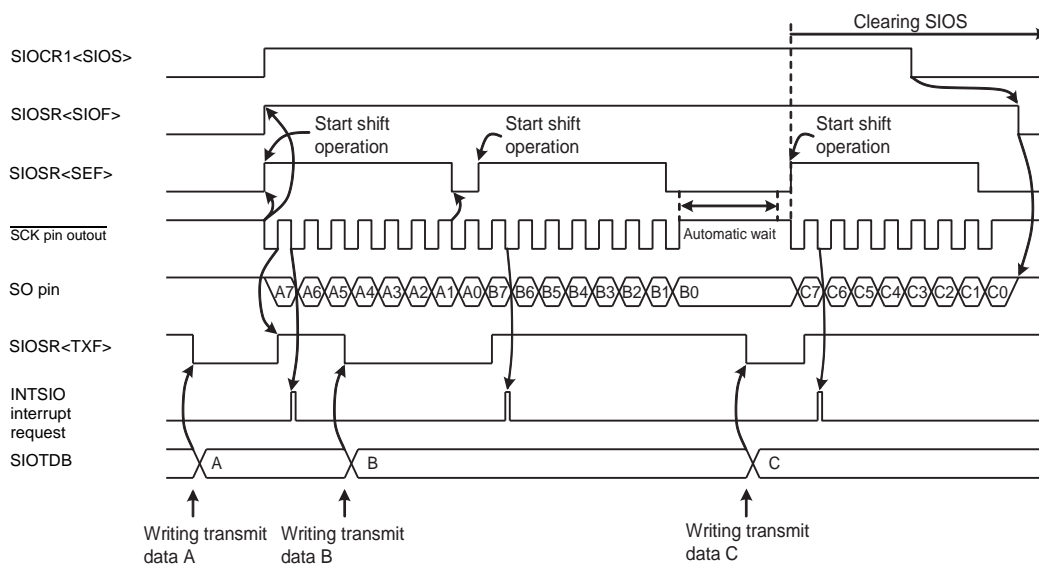 Clearing SIOS
SIOCR1<SIOS>
SIOSR<SIOF>
Start shift
operation
Start shift
operation
Start shift
operation
SIOSR<SEF>
SCK pin outout
Automatic wait
SO pin
A7 A6 A5 A4 A3 A2 A1 A0 B7 B6 B5 B4 B3 B2 B1 B0 C7 C6 C5 C4 C3 C2 C1 C0
SIOSR<TXF>
INTSIO
interrupt
request
SIOTDB
A B C
Writing transmit
data A
Writing transmit
data B
Writing transmit
data C